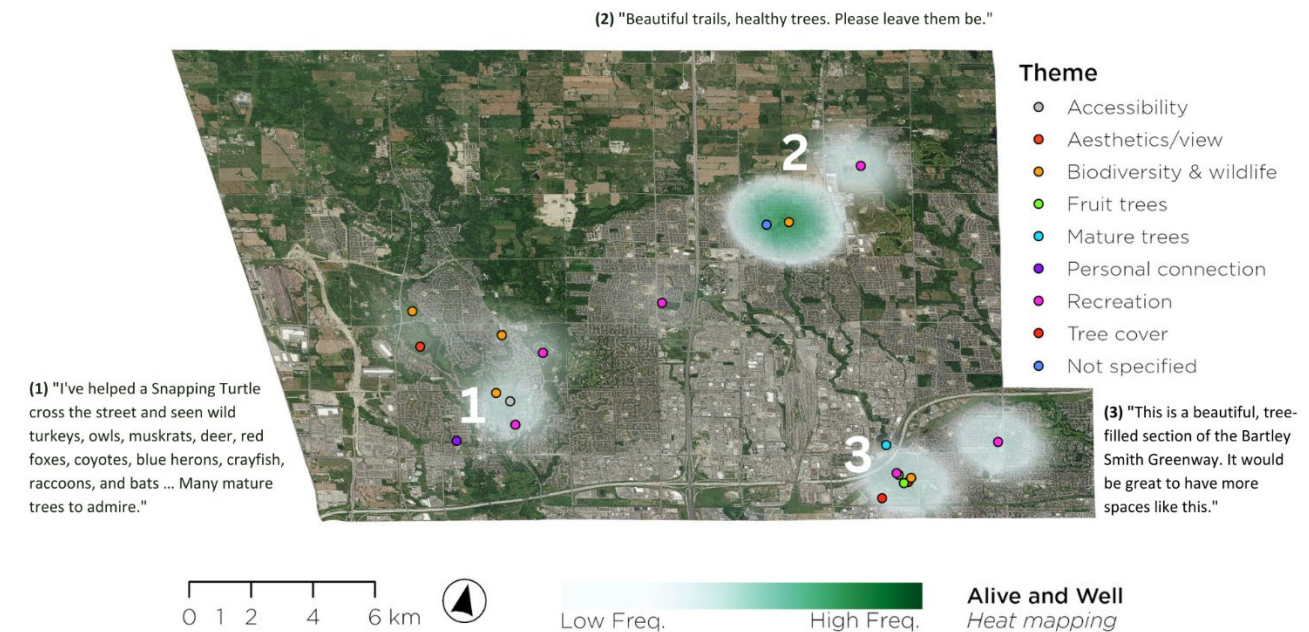 (2) "Beautiful trails, healthy trees. Please leave them be."
Theme
Accessibility
Aesthetics/view
Biodiversity & wildlife
Fruit trees
Mature trees
Personal connection
Recreation
Tree cover
Not specified
2
1
3
(1) "I've helped a Snapping Turtle
cross the street and seen wild
turkeys, owls, muskrats, deer, red
foxes, coyotes, blue herons, crayfish,
raccoons, and bats ... Many mature
trees to admire."
(3) "This is a beautiful, tree-
filled section of the Bartley
Smith Greenway. It would
be great to have more
spaces like this."
0 1 2 4 6 km
Low Freq. High Freq.
Alive and Well
Heat mapping